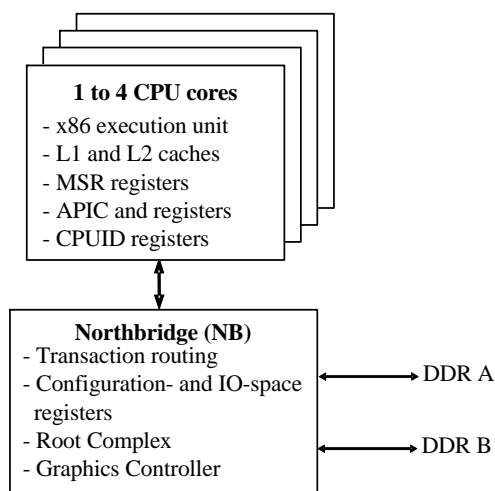 1 to 4 CPU cores
- x86 execution unit
- L1 and L2 caches
- MSR registers
- APIC and registers
- CPUID registers
Northbridge (NB)
- Transaction routing
- Configuration- and IO-space
registers
- Root Complex
- Graphics Controller
DDR A
DDR B